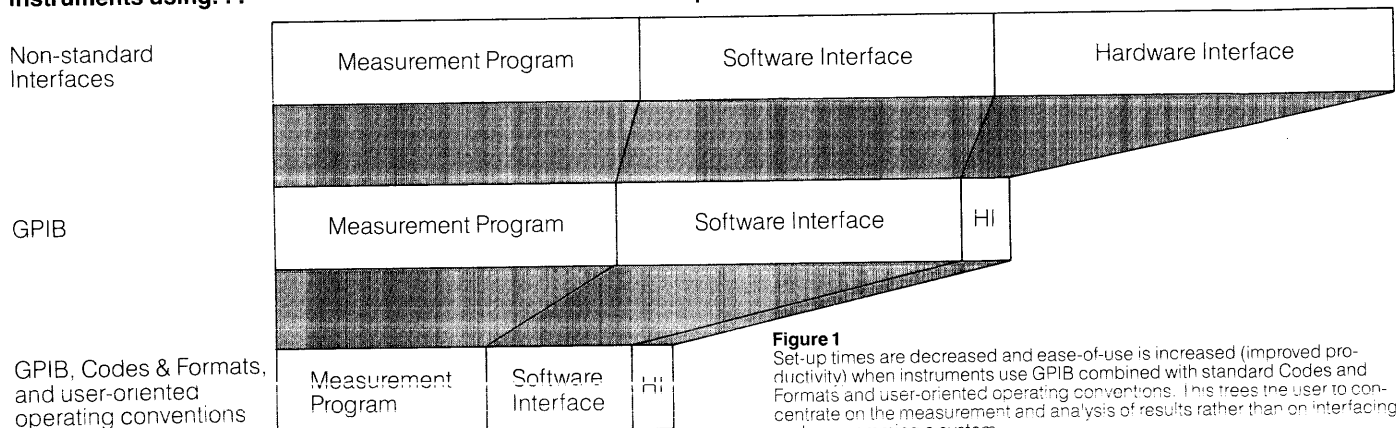 instruments using:
Non-standard
Interfaces
Measurement Program
Software Interface
Hardware Interface
GPIB
Measurement Program
Software Interface
HI
GPIB, Codes & Formats,
and user-oriented
operating conventions
Measurement
Program
Software
Interface
HI
Figure 1
Set-up times are decreased and ease-of-use is increased (improved pro-
ductivity) when instruments use GPIB combined with standard Codes and
Formats and user-oriented operating conventions. This frees the user to con-
centrate on the measurement and analysis of results rather than on interfacing